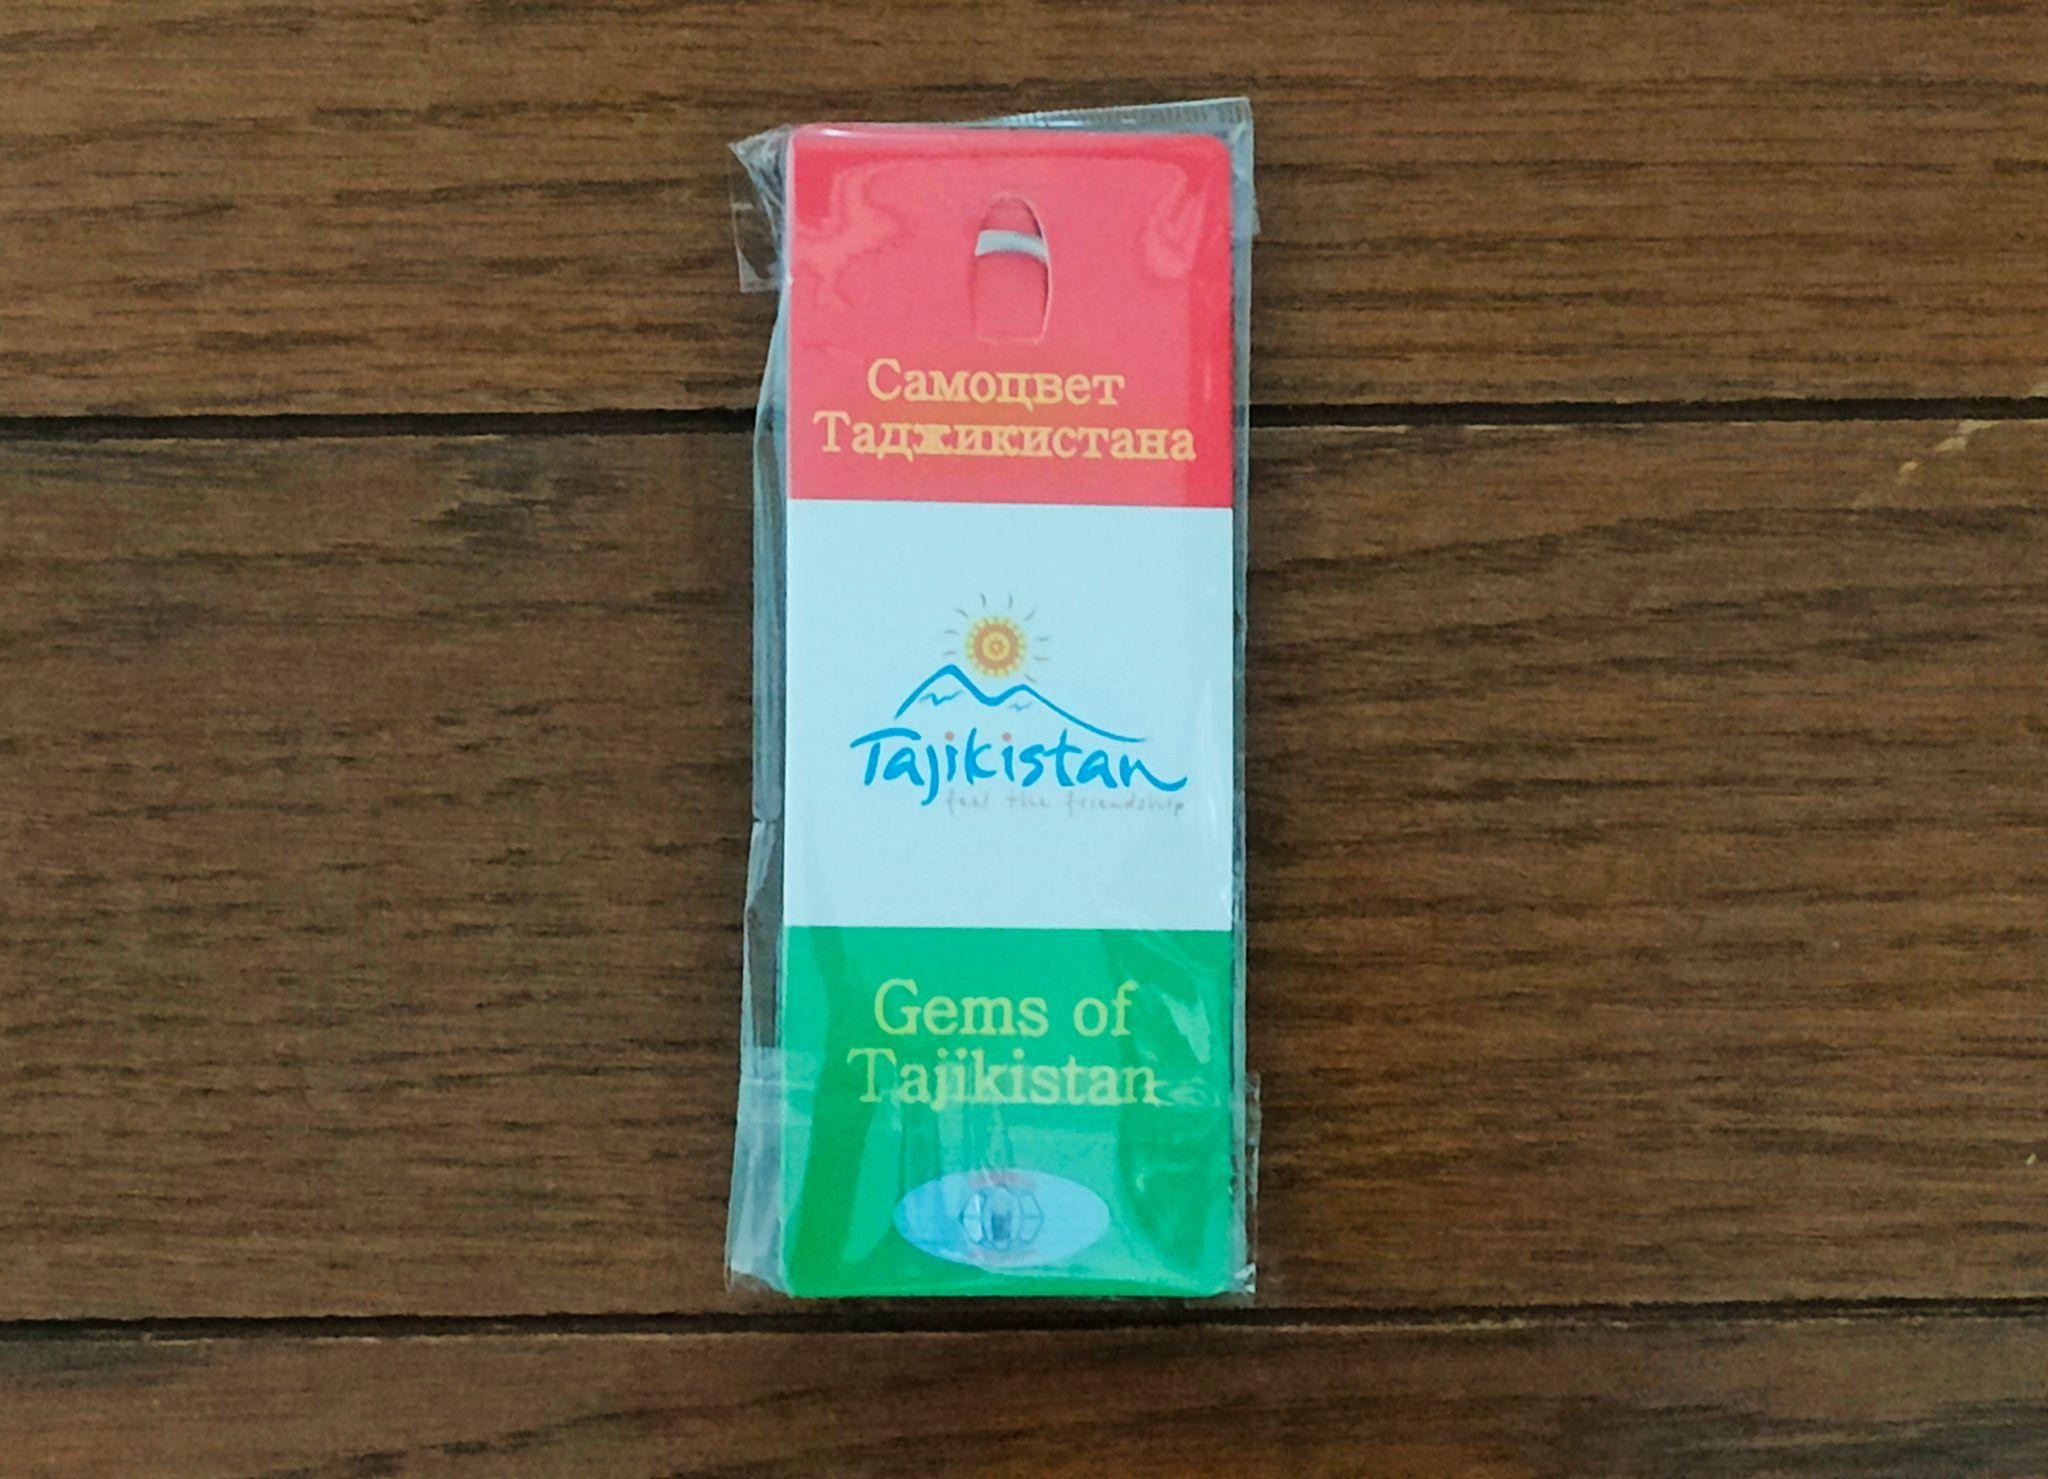 Самоцвет
Таджикистана
Tajikistan
feel the friendship
Gems of
Tajikistan